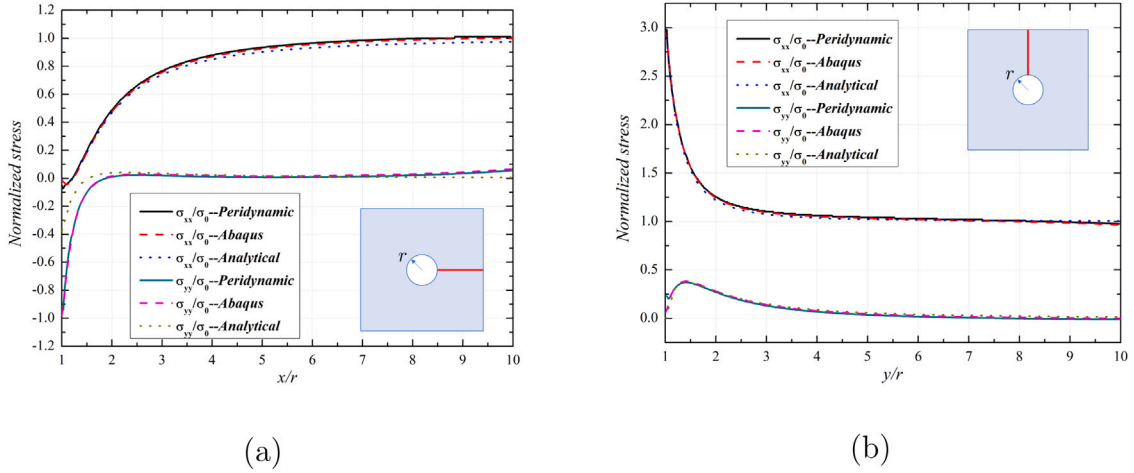 1.2
1.0
0.8
0.6
0.4
0.2
0.0
-0.2
-0.4
-0.6
-0.8
-1.0
-1.2
Normalized stress
σxx/σ0--Peridynamic
σxx/σ0--Abaqus
σxx/σ0--Analytical
σyy/σ0--Peridynamic
σyy/σ0--Abaqus
σyy/σ0--Analytical
r
1 2 3 4 5 6 7 8 9 10
x/r
(a)
3.0
2.5
2.0
1.5
1.0
0.5
0.0
Normalized stress
σxx/σ0--Peridynamic
σxx/σ0--Abaqus
σxx/σ0--Analytical
σyy/σ0--Peridynamic
σyy/σ0--Abaqus
σyy/σ0--Analytical
r
1 2 3 4 5 6 7 8 9 10
y/r
(b)